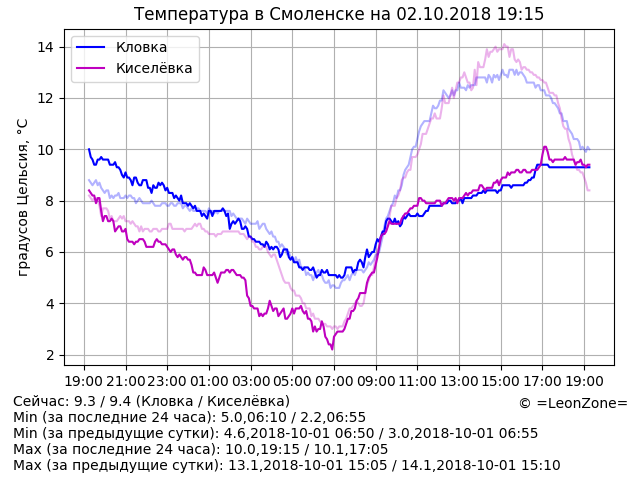 Температура в Смоленске на 02.10.2018 19:15
Кловка
Киселёвка
градусов Цельсия, °C
14
12
10
8
6
4
2
19:00 21:00 23:00 01:00 03:00 05:00 07:00 09:00 11:00 13:00 15:00 17:00 19:00
Сейчас: 9.3 / 9.4 (Кловка / Киселёвка)
© =LeonZone=
Min (за последние 24 часа): 5.0,06:10 / 2.2,06:55
Min (за предыдущие сутки): 4.6,2018-10-01 06:50 / 3.0,2018-10-01 06:55
Max (за последние 24 часа): 10.0,19:15 / 10.1,17:05
Max (за предыдущие сутки): 13.1,2018-10-01 15:05 / 14.1,2018-10-01 15:10